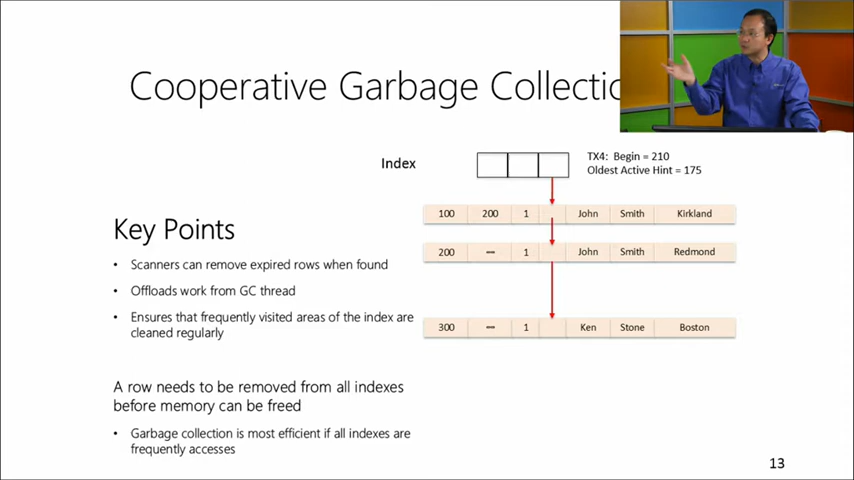 Cooperative Garbage Collectio
Index
TX4: Begin = 210
Oldest Active Hint = 175
100 200 1 John Smith Kirkland
200 ∞ 1 John Smith Redmond
300 ∞ 1 Ken Stone Boston
Key Points
• Scanners can remove expired rows when found
• Offloads work from GC thread
• Ensures that frequently visited areas of the index are
cleaned regularly
A row needs to be removed from all indexes
before memory can be freed
• Garbage collection is most efficient if all indexes are
frequently accesses
13